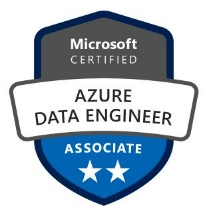 Microsoft
CERTIFIED
AZURE
DATA ENGINEER
ASSOCIATE